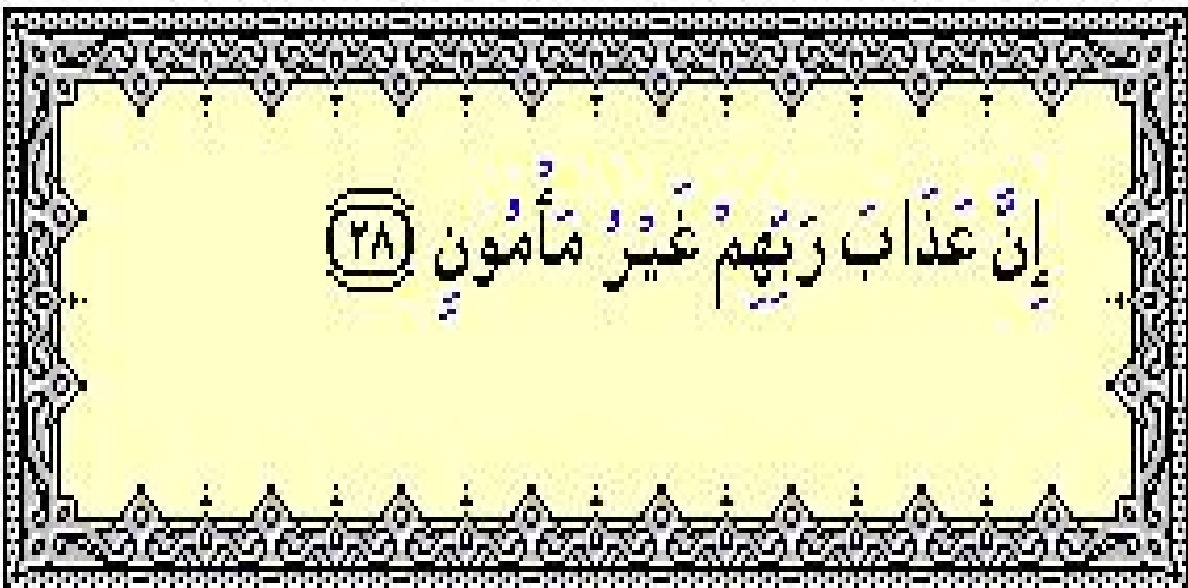 إِنَّ عَذَابَ رَبِّهِمْ غَيْرُ مَأْمُونٍ ٢٨